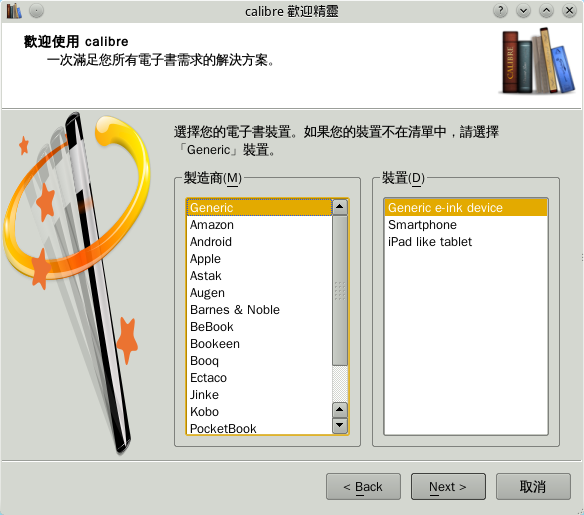 calibre 歡迎精靈
歡迎使用 calibre
一次滿足您所有電子書需求的解決方案。
CALIBRE
選擇您的電子書裝置。如果您的裝置不在清單中，請選擇
「Generic」裝置。
製造商(M)
Generic
Amazon
Android
Apple
Astak
Augen
Barnes & Noble
BeBook
Bookeen
Booq
Ectaco
Jinke
Kobo
PocketBook
裝置(D)
Generic e-ink device
Smartphone
iPad like tablet
< Back
Next >
取消